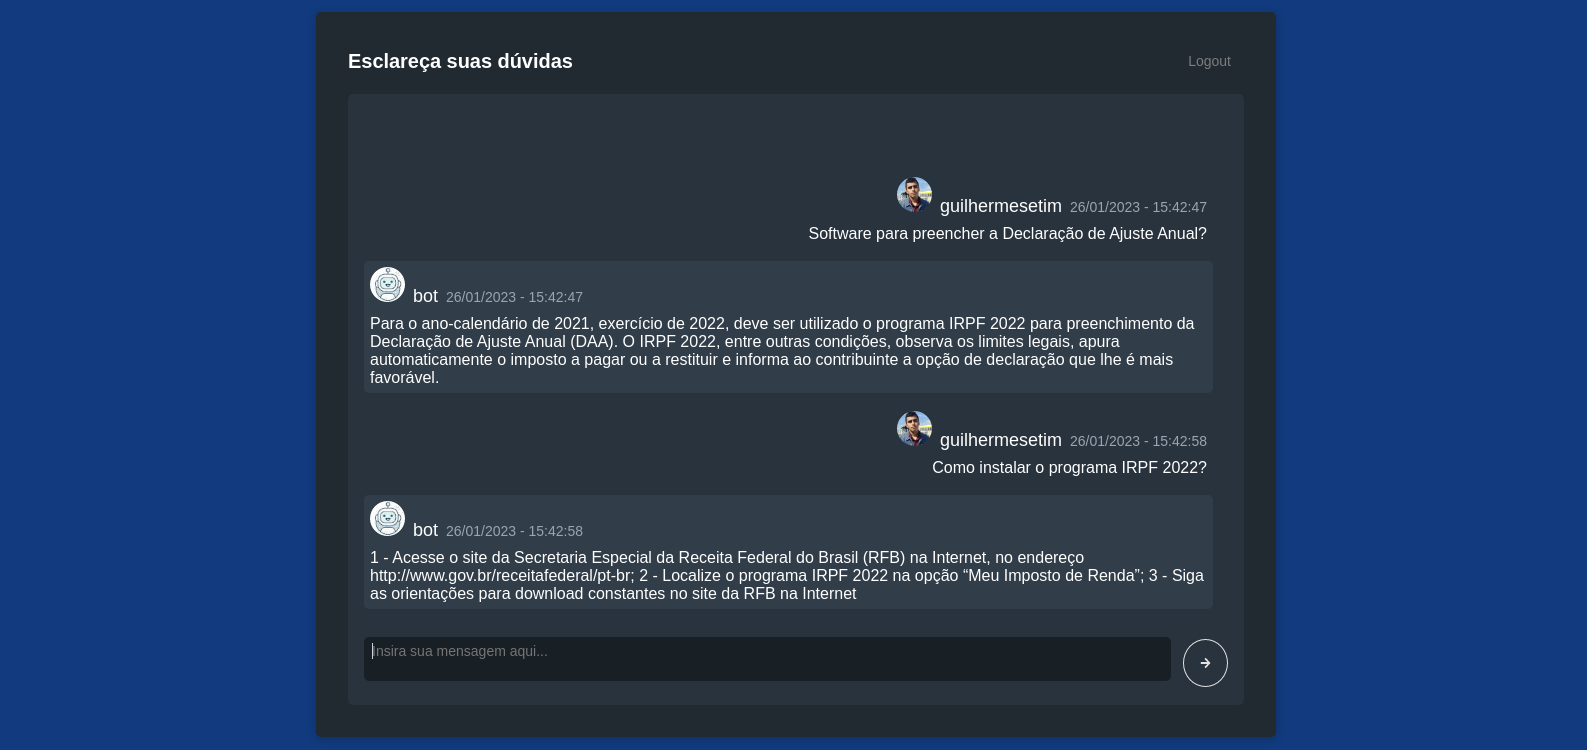 Esclareça suas dúvidas
Logout
guilhermesetim 26/01/2023 - 15:42:47
Software para preencher a Declaração de Ajuste Anual?
bot 26/01/2023 - 15:42:47
Para o ano-calendário de 2021, exercício de 2022, deve ser utilizado o programa IRPF 2022 para preenchimento da
Declaração de Ajuste Anual (DAA). O IRPF 2022, entre outras condições, observa os limites legais, apura
automaticamente o imposto a pagar ou a restituir e informa ao contribuinte a opção de declaração que lhe é mais
favorável.
guilhermesetim 26/01/2023 - 15:42:58
Como instalar o programa IRPF 2022?
bot 26/01/2023 - 15:42:58
1 - Acesse o site da Secretaria Especial da Receita Federal do Brasil (RFB) na Internet, no endereço
http://www.gov.br/receitafederal/pt-br; 2 - Localize o programa IRPF 2022 na opção “Meu Imposto de Renda”; 3 - Siga
as orientações para download constantes no site da RFB na Internet
Insira sua mensagem aqui...